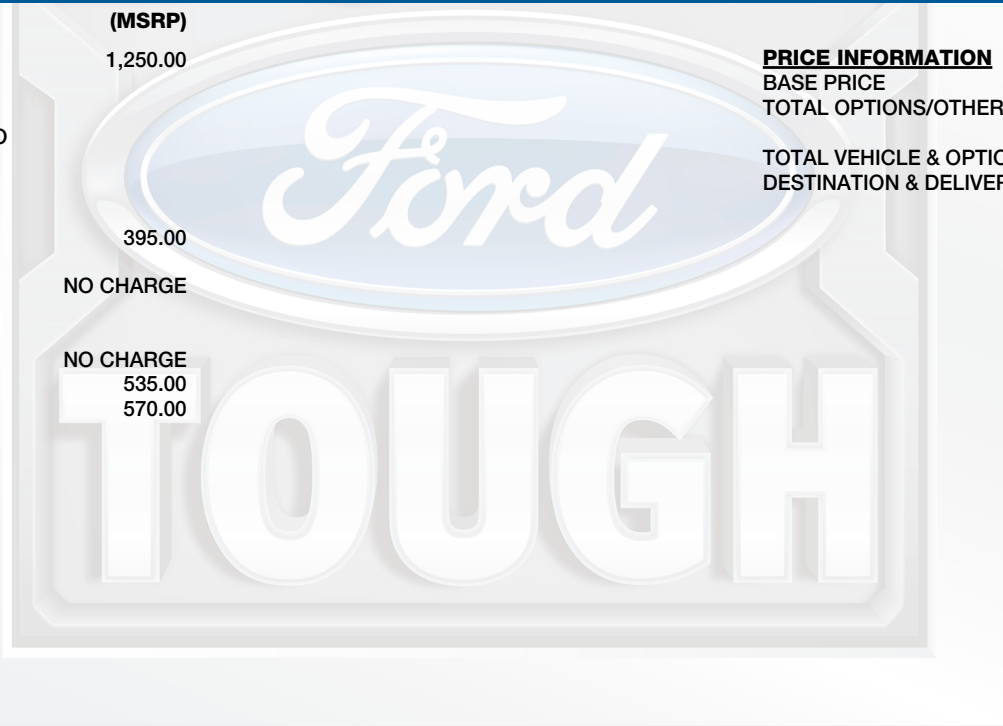 (MSRP)
1,250.00
395.00
NO CHARGE
NO CHARGE
535.00
570.00
PRICE INFORMATION
BASE PRICE
TOTAL OPTIONS/OTHER
TOTAL VEHICLE & OPTIO
DESTINATION & DELIVER
Ford
TOUGH